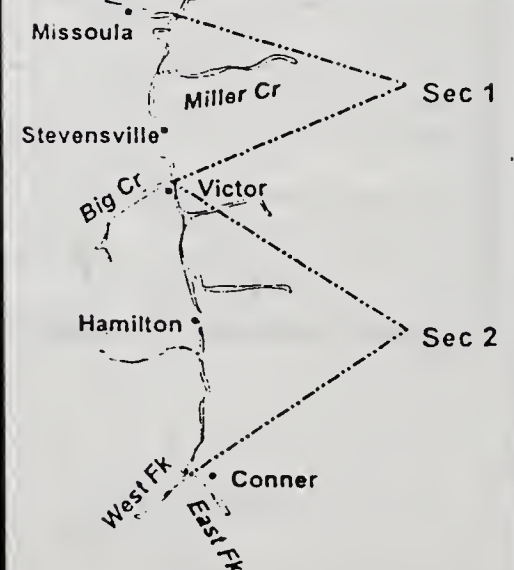 Missoula
Sec 1
Miller Cr
Stevensville
Big Cr
Victor
Hamilton
Sec 2
West Fk
Conner
East Fk